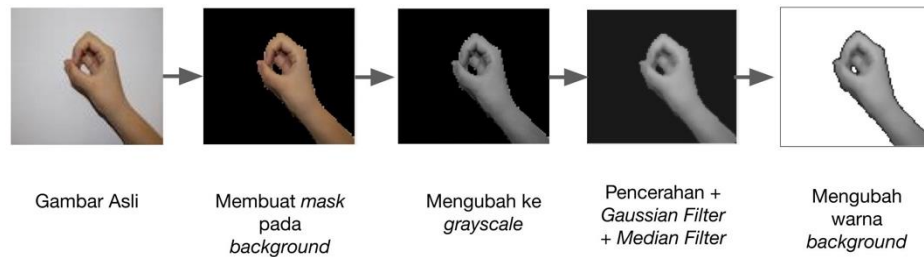 Gambar Asli
Membuat mask
pada
background
Mengubah ke
grayscale
Pencerahan +
Gaussian Filter
+ Median Filter
Mengubah
warna
background